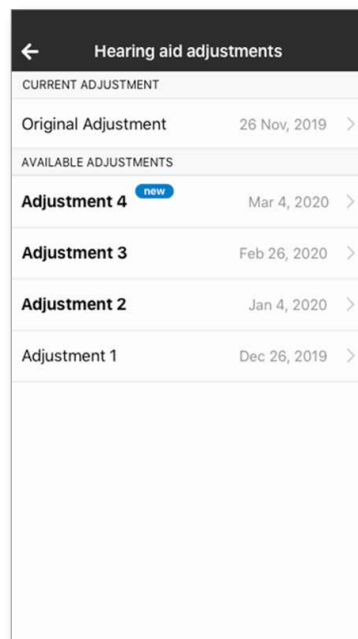 Hearing aid adjustments
CURRENT ADJUSTMENT
Original Adjustment 26 Nov, 2019
AVAILABLE ADJUSTMENTS
Adjustment 4 new Mar 4, 2020
Adjustment 3 Feb 26, 2020
Adjustment 2 Jan 4, 2020
Adjustment 1 Dec 26, 2019